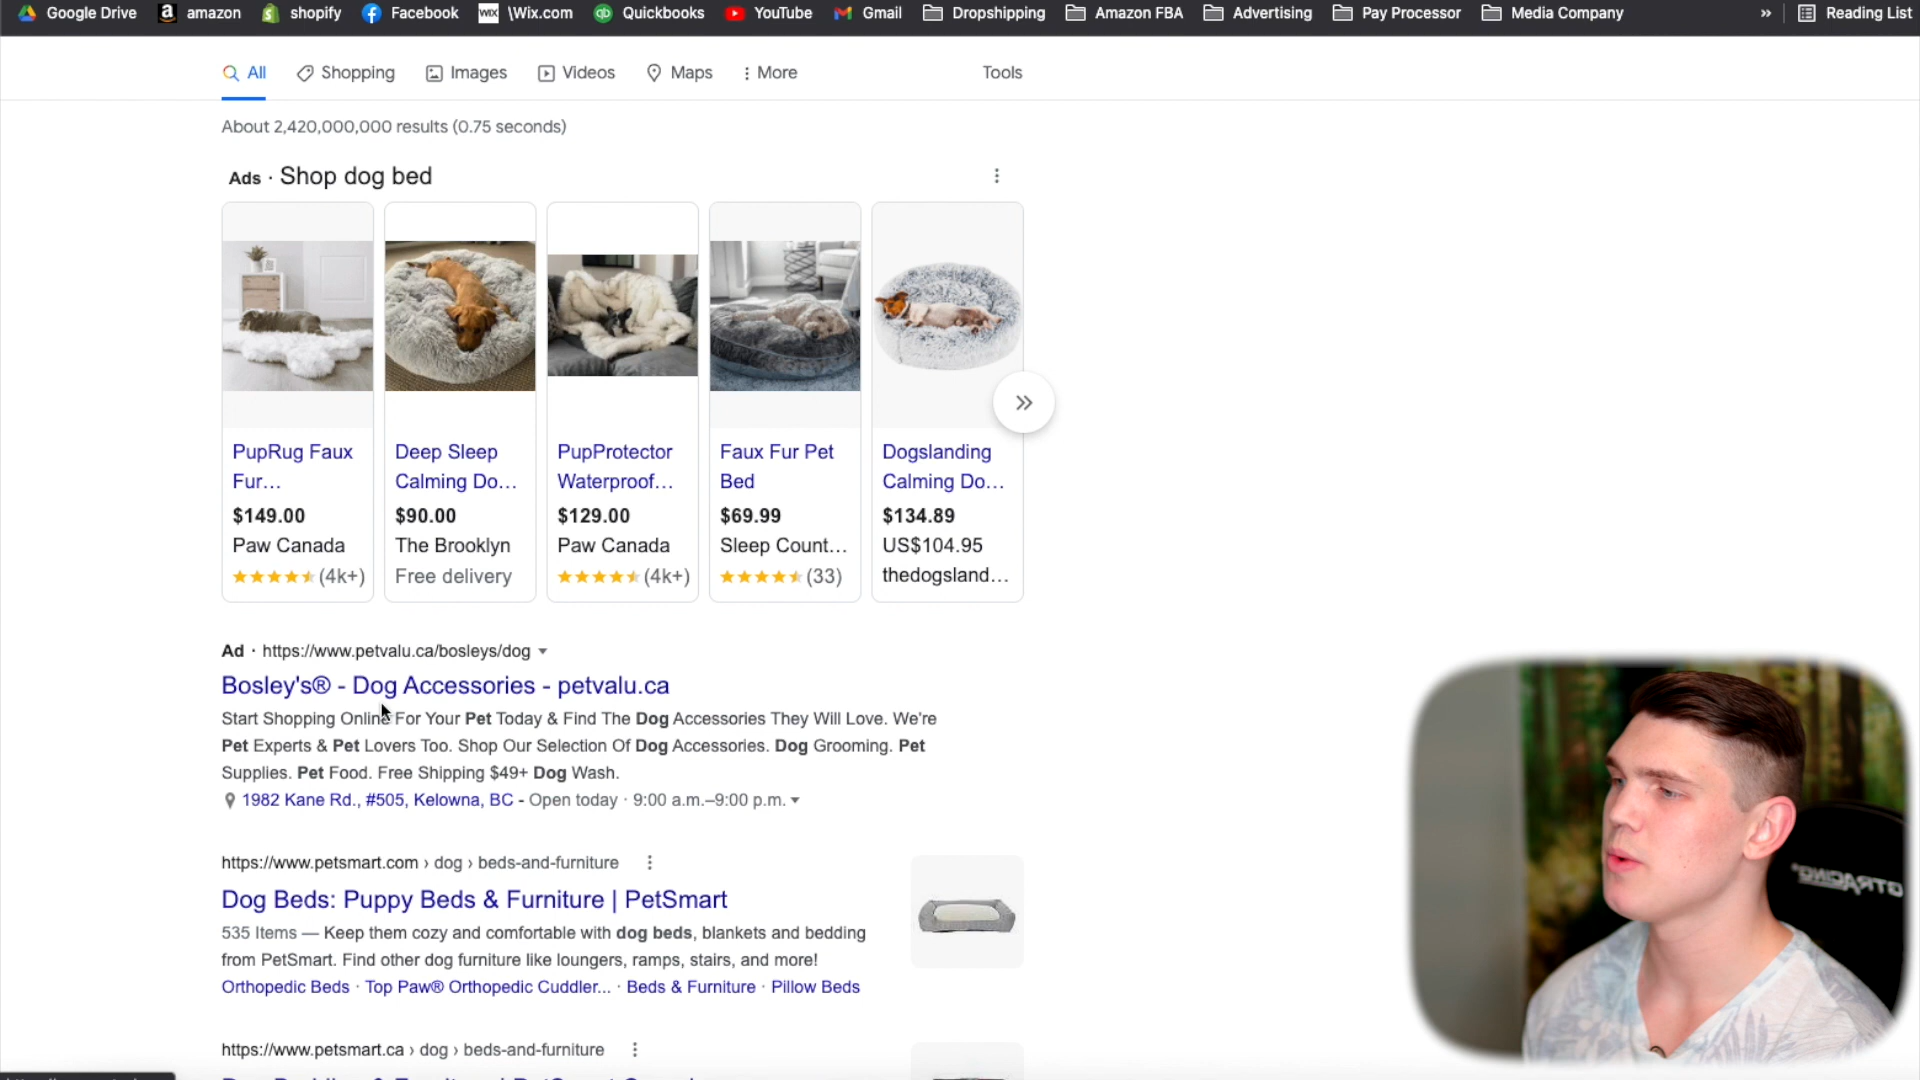 Google Drive amazon shopify Facebook WIX \Wix.com qb Quickbooks YouTube Gmail Dropshipping Amazon FBA Advertising Pay Processor Media Company » Reading List
All Shopping Images Videos Maps More Tools
About 2,420,000,000 results (0.75 seconds)
Ads · Shop dog bed
PupRug Faux Fur...
$149.00
Paw Canada
(4k+)
Deep Sleep Calming Do...
$90.00
The Brooklyn
Free delivery
PupProtector Waterproof...
$129.00
Paw Canada
(4k+)
Faux Fur Pet Bed
$69.99
Sleep Count...
(33)
Dogslanding Calming Do...
$134.89
US$104.95
thedogsland...
Ad · https://www.petvalu.ca/bosleys/dog
Bosley's® - Dog Accessories - petvalu.ca
Start Shopping Online For Your Pet Today & Find The Dog Accessories They Will Love. We're
Pet Experts & Pet Lovers Too. Shop Our Selection Of Dog Accessories. Dog Grooming. Pet
Supplies. Pet Food. Free Shipping $49+ Dog Wash.
1982 Kane Rd., #505, Kelowna, BC - Open today · 9:00 a.m.–9:00 p.m.
https://www.petsmart.com › dog › beds-and-furniture
Dog Beds: Puppy Beds & Furniture | PetSmart
535 Items — Keep them cozy and comfortable with dog beds, blankets and bedding
from PetSmart. Find other dog furniture like loungers, ramps, stairs, and more!
Orthopedic Beds · Top Paw® Orthopedic Cuddler... · Beds & Furniture · Pillow Beds
https://www.petsmart.ca › dog › beds-and-furniture
GTRACING